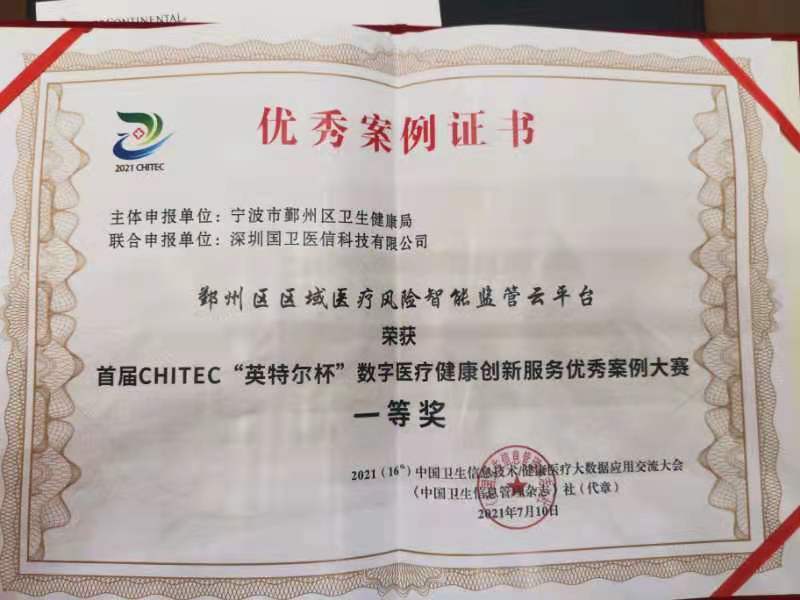 CONTINENTAL
优秀案例证书
2021 CHITEC
主体申报单位：宁波市鄞州区卫生健康局
联合申报单位：深圳国卫医信科技有限公司
鄞州区区域医疗风险智能监管云平台
荣获
首届CHITEC“英特尔杯”数字医疗健康创新服务优秀案例大赛
一等奖
2021（16th）中国卫生信息技术/健康医疗大数据应用交流大会
《中国卫生信息管理杂志》社（代章）
2021年7月10日